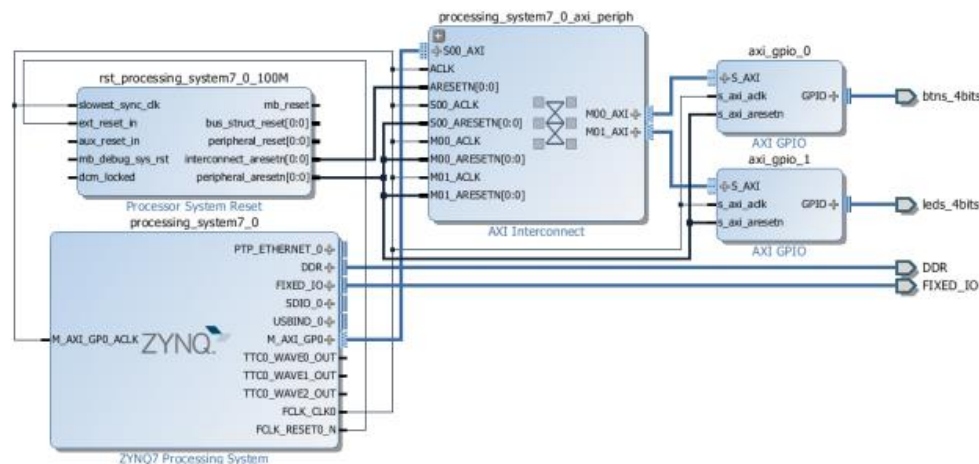 processing_system7_0_axi_periph
S00_AXI
ACLK
ARESETN[0:0]
S00_ACLK
S00_ARESETN[0:0]
M00_ACLK
M00_ARESETN[0:0]
M01_ACLK
M01_ARESETN[0:0]
M00_AXI
M01_AXI
AXI Interconnect
rst_processing_system7_0_100M
slowest_sync_clk
ext_reset_in
aux_reset_in
mb_debug_sys_rst
dcm_locked
mb_reset
bus_struct_reset[0:0]
peripheral_reset[0:0]
interconnect_aresetn[0:0]
peripheral_aresetn[0:0]
Processor System Reset
axi_gpio_0
S_AXI
s_axi_aclk
s_axi_aresetn
GPIO
AXI GPIO
btns_4bits
axi_gpio_1
S_AXI
s_axi_aclk
s_axi_aresetn
GPIO
AXI GPIO
leds_4bits
processing_system7_0
M_AXI_GP0_ACLK
ZYNQ
PTP_ETHERNET_0
DDR
FIXED_IO
SDIO_0
USBIND_0
M_AXI_GP0
TTC0_WAVE0_OUT
TTC0_WAVE1_OUT
TTC0_WAVE2_OUT
FCLK_CLK0
FCLK_RESET0_N
ZYNQ7 Processing System
DDR
FIXED_IO